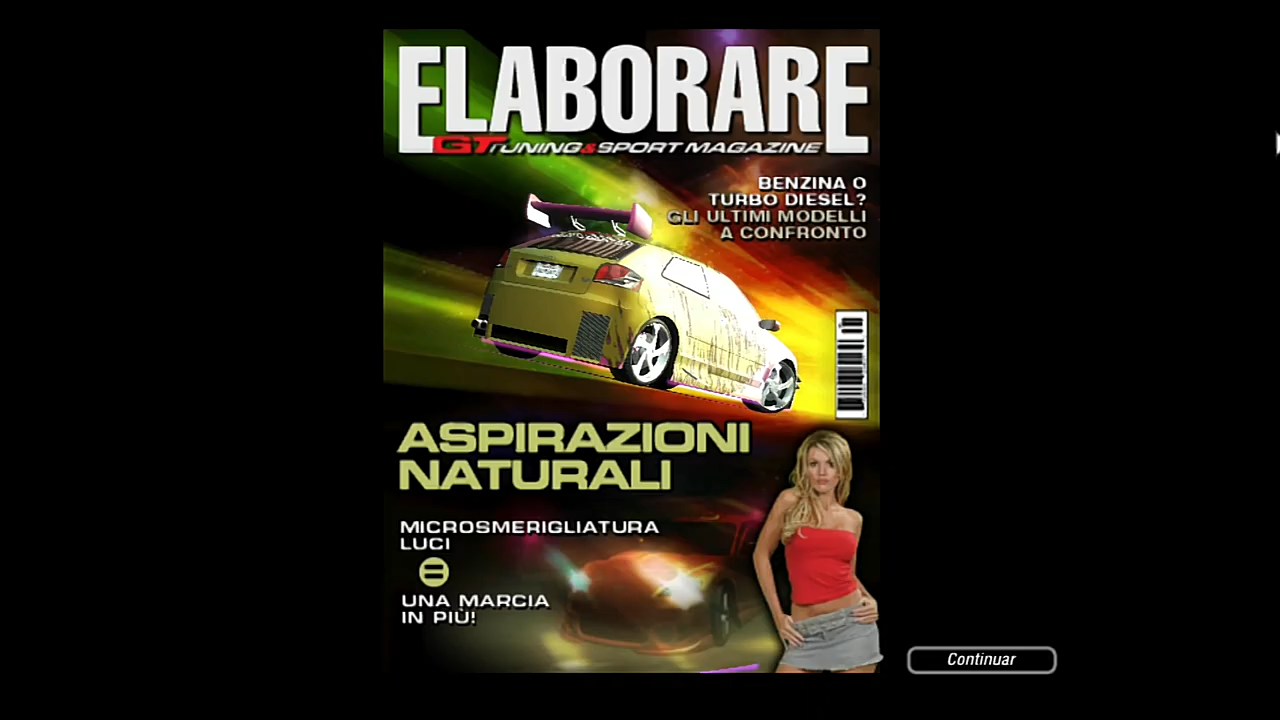 ELABORARE
GT TUNING & SPORT MAGAZINE
BENZINA O
TURBO DIESEL?
GLI ULTIMI MODELLI
A CONFRONTO
ASPIRAZIONI
NATURALI
MICROSMERIGLIATURA
LUCI
=
UNA MARCIA
IN PIÙ!
Continuar